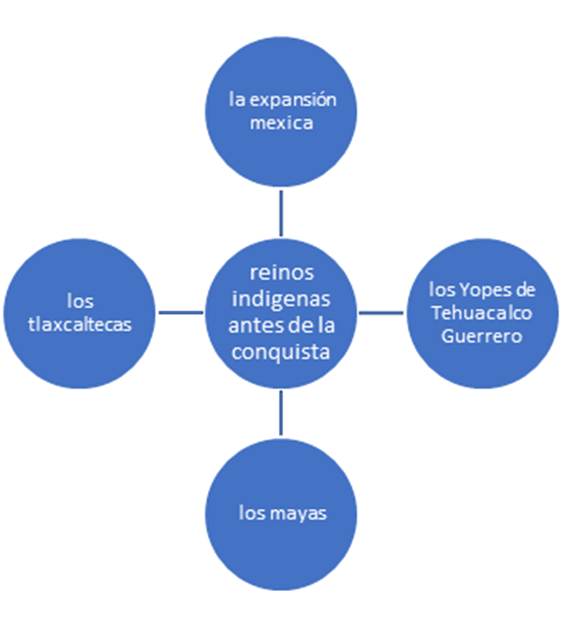 la expansión
mexica
reinos
indigenas
antes de la
conquista
los
tlaxcaltecas
los Yopes de
Tehuacalco
Guerrero
los mayas